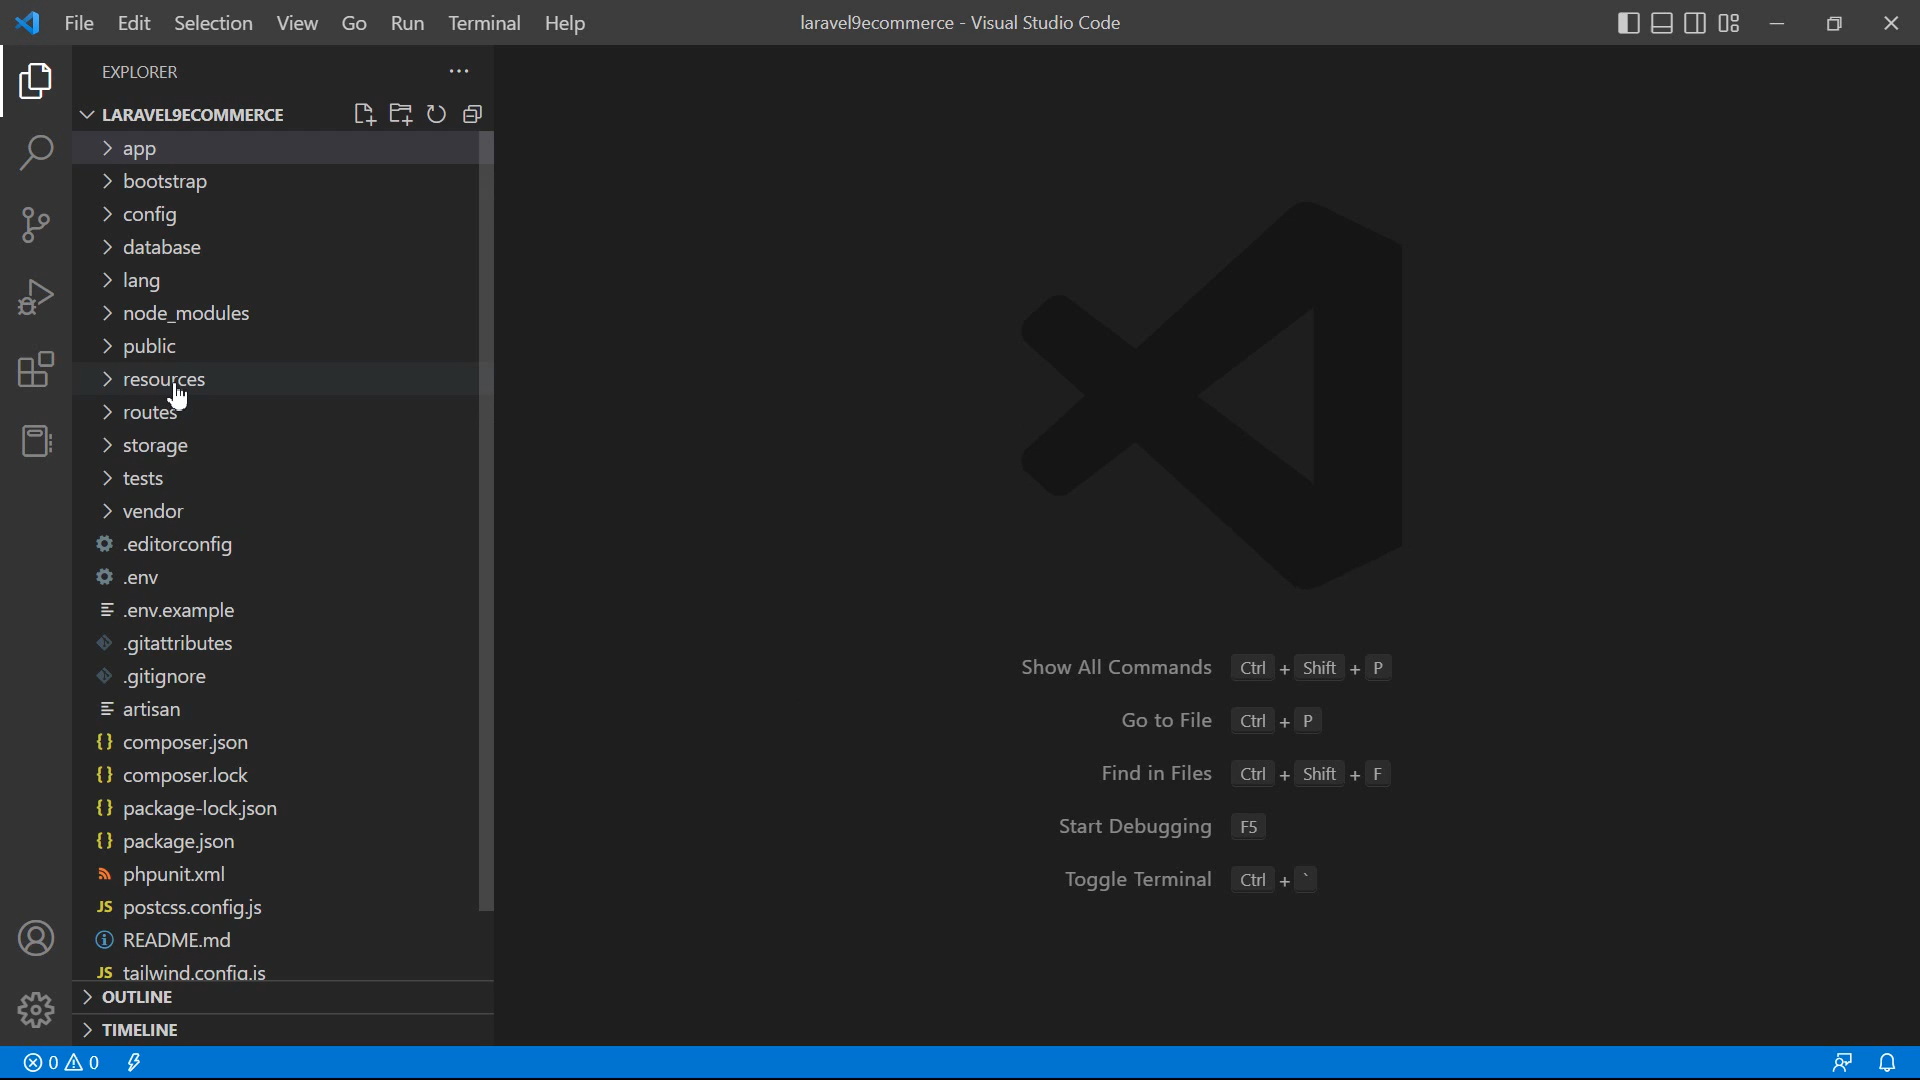 File Edit Selection View Go Run Terminal Help
laravel9ecommerce - Visual Studio Code
EXPLORER
LARAVEL9ECOMMERCE
app
bootstrap
config
database
lang
node_modules
public
resources
routes
storage
tests
vendor
.editorconfig
.env
.env.example
.gitattributes
.gitignore
artisan
{} composer.json
{} composer.lock
{} package-lock.json
{} package.json
phpunit.xml
JS postcss.config.js
README.md
JS tailwind.config.js
OUTLINE
TIMELINE
Show All Commands Ctrl + Shift + P
Go to File Ctrl + P
Find in Files Ctrl + Shift + F
Start Debugging F5
Toggle Terminal Ctrl + `
0 0